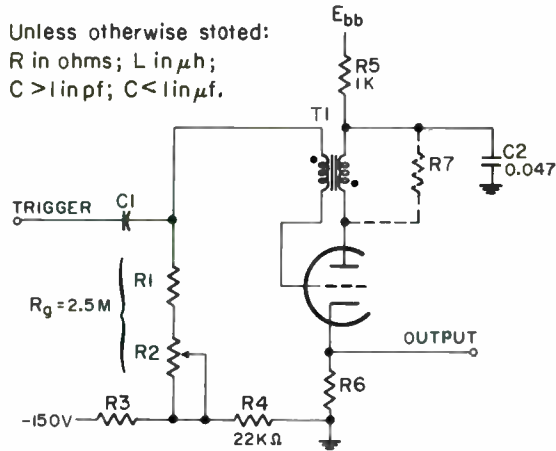 Unless otherwise stoted:
R in ohms; L in μh;
C >1 in pf; C<1 in μf.
Ebb
R5
1K
T1
R7
C2
0.047
TRIGGER
C1
R1
Rg = 2.5 M
R2
OUTPUT
R6
R3
R4
-150V
22KΩ